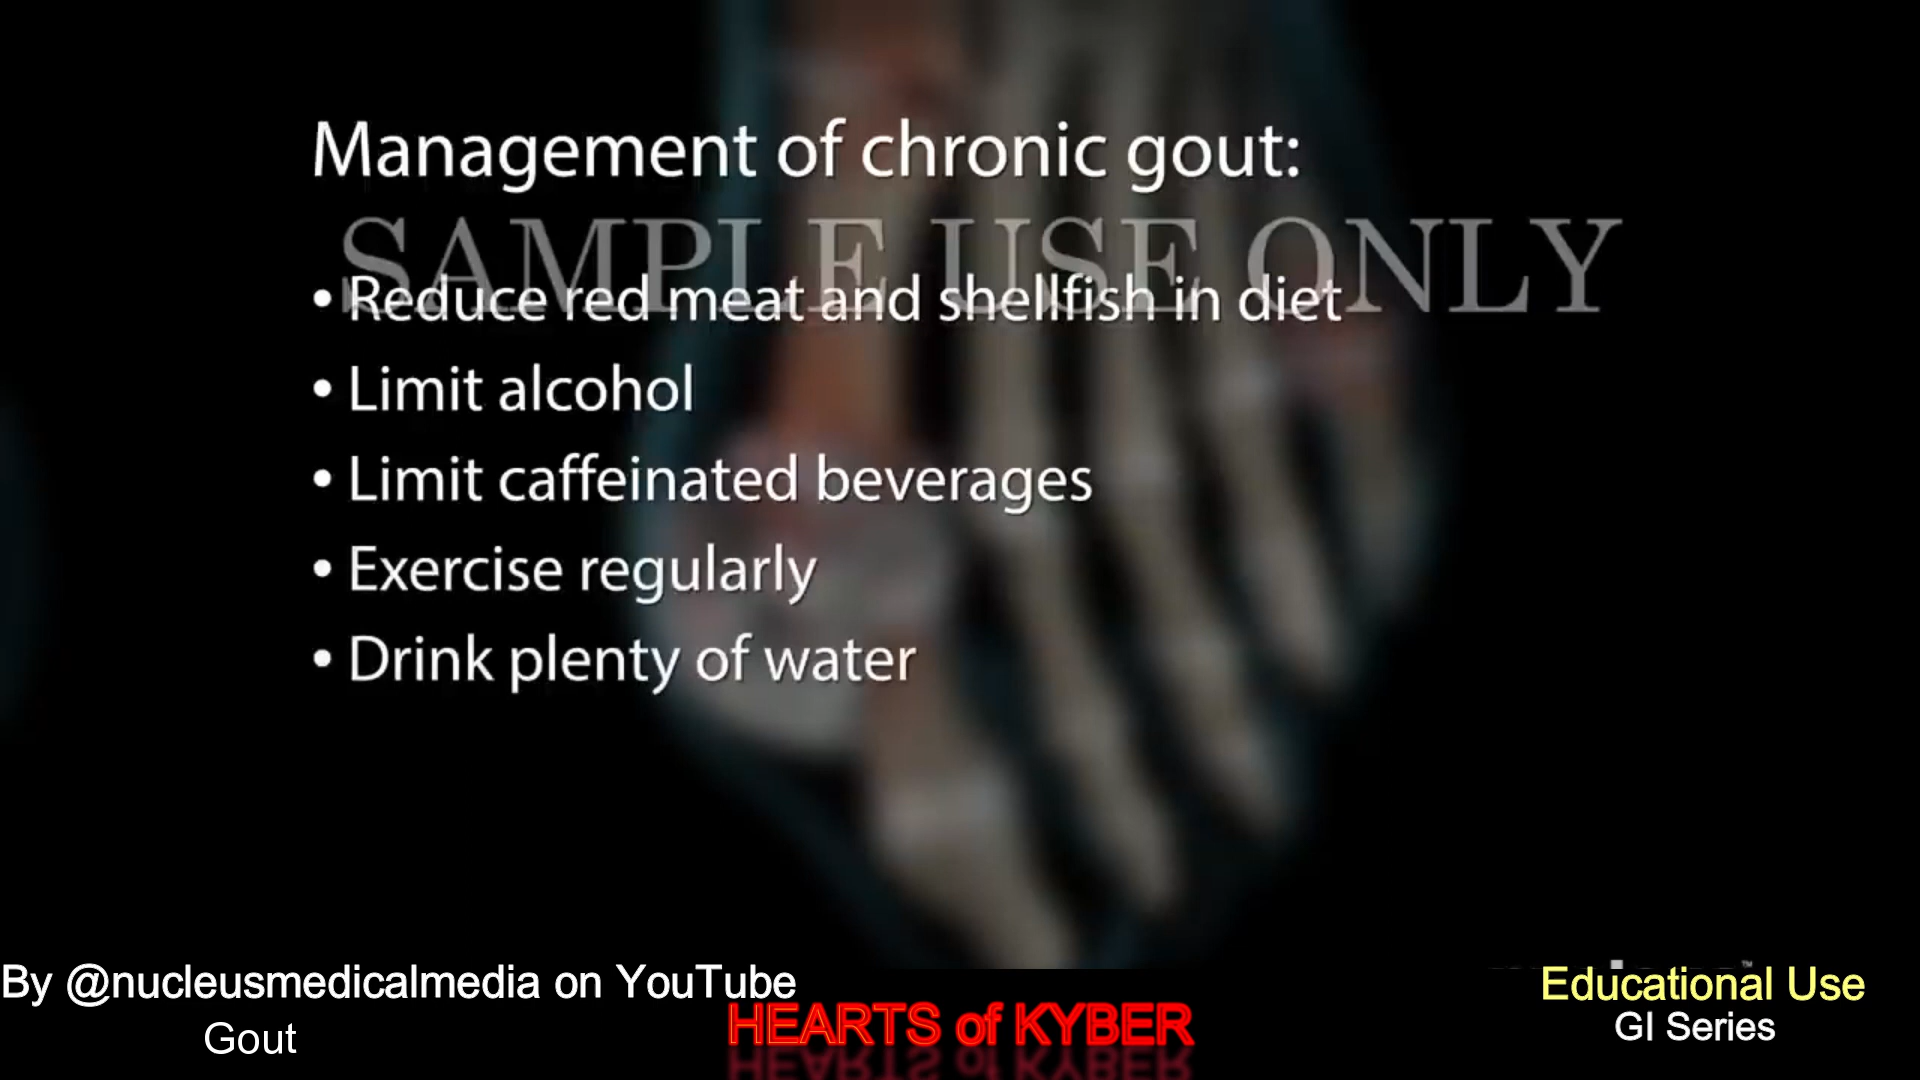 Management of chronic gout:
SAMPLE USE ONLY
• Reduce red meat and shellfish in diet
• Limit alcohol
• Limit caffeinated beverages
• Exercise regularly
• Drink plenty of water
By @nucleusmedicalmedia on YouTube
Gout
HEARTS of KYBER
Educational Use
GI Series